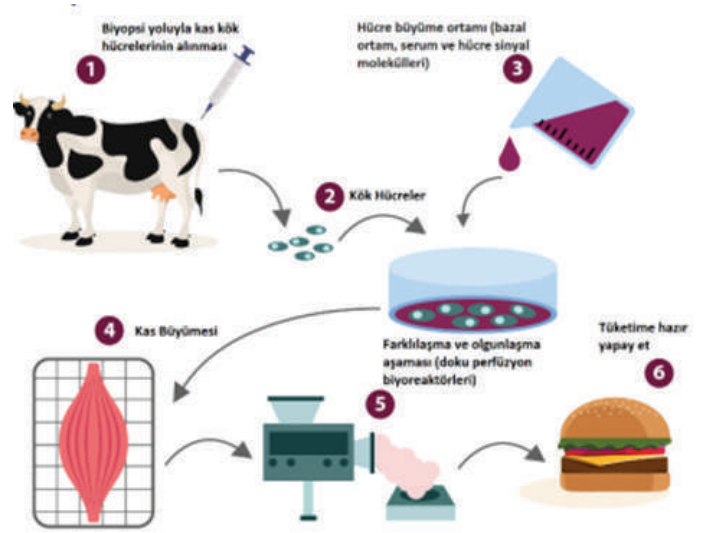 Biyopsi yoluyla kas kök
hücrelerinin alınması
1
Hücre büyüme ortamı (bazal
ortam, serum ve hücre sinyal
molekülleri)
3
2
Kök Hücreler
4
Kas Büyümesi
Farklılaşma ve olgunlaşma
aşaması (doku perfüzyon
biyoreaktörleri)
5
Tüketime hazır
yapay et
6